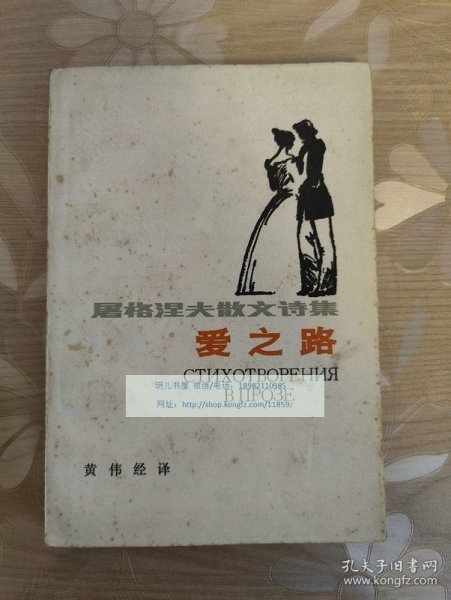 屠格涅夫散文诗集
爱之路
СТИХОТВОРЕНИЯ
В ПРОЗЕ
玥儿书屋 微信/电话：18982110985
网址：http://shop.kongfz.com/11859/
黄伟经译
孔夫子旧书网
www.kongfz.com